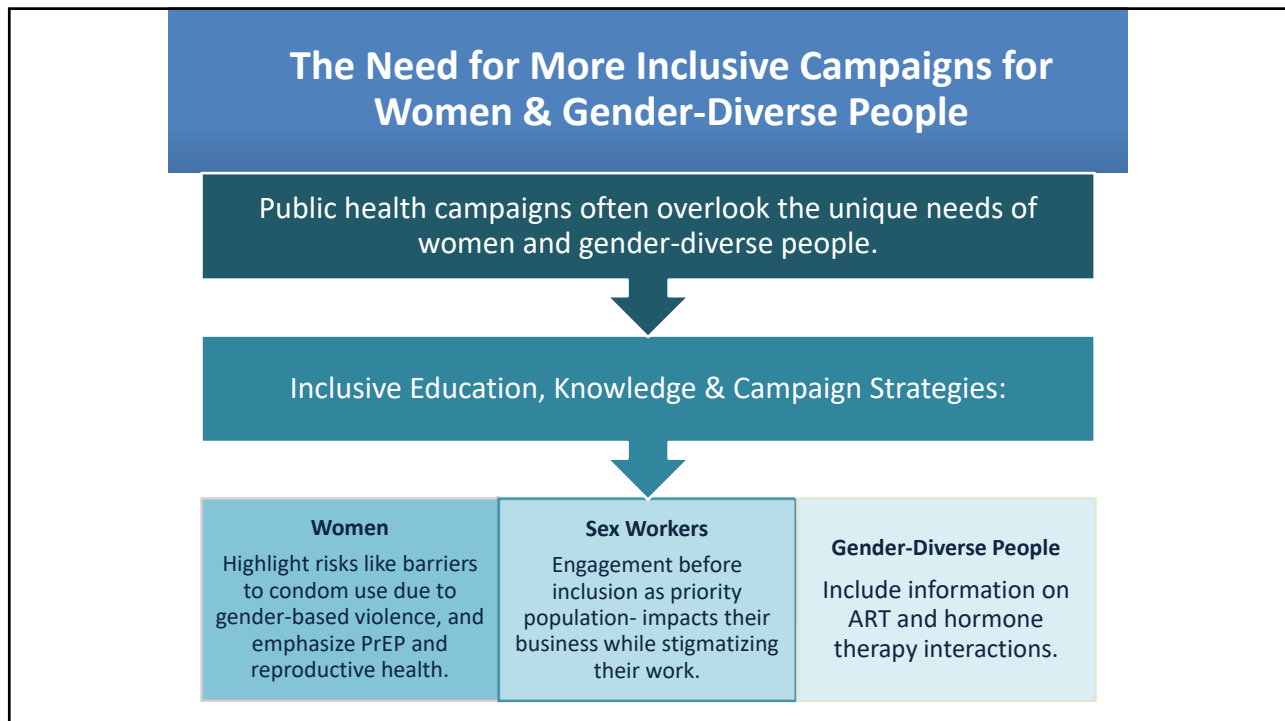 The Need for More Inclusive Campaigns for
Women & Gender-Diverse People
Public health campaigns often overlook the unique needs of
women and gender-diverse people.
Inclusive Education, Knowledge & Campaign Strategies:
Women
Highlight risks like barriers
to condom use due to
gender-based violence, and
emphasize PrEP and
reproductive health.
Sex Workers
Engagement before
inclusion as priority
population- impacts their
business while stigmatizing
their work.
Gender-Diverse People
Include information on
ART and hormone
therapy interactions.